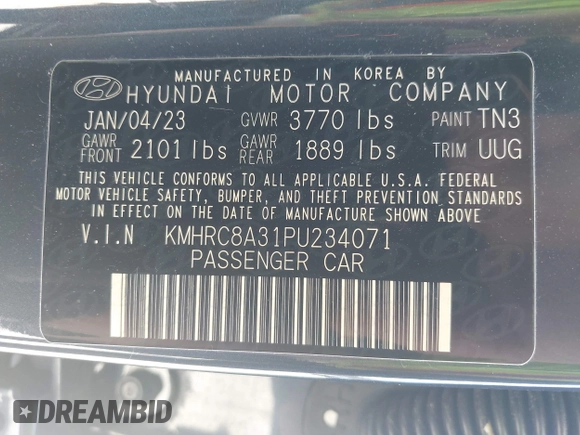 MANUFACTURED IN KOREA BY
HYUNDAI MOTOR COMPANY
JAN/04/23 GVWR 3770 lbs PAINT TN3
GAWR FRONT 2101 lbs GAWR REAR 1889 lbs TRIM UUG
THIS VEHICLE CONFORMS TO ALL APPLICABLE U.S.A. FEDERAL
MOTOR VEHICLE SAFETY, BUMPER, AND THEFT PREVENTION STANDARDS
IN EFFECT ON THE DATE OF MANUFACTURE SHOWN ABOVE.
V.I.N KMHRC8A31PU234071
PASSENGER CAR
DREAMBID